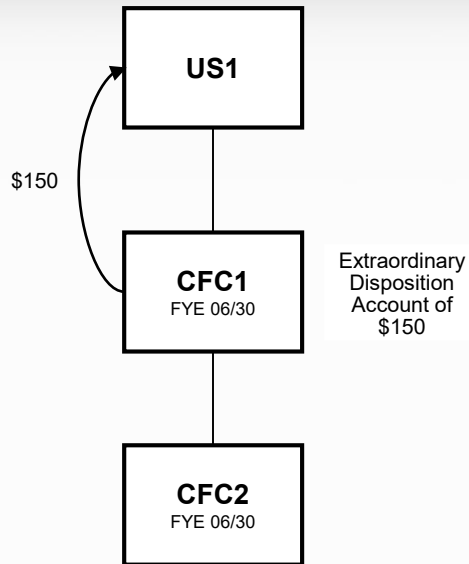 US1
$150
CFC1
FYE 06/30
Extraordinary
Disposition
Account of
$150
CFC2
FYE 06/30